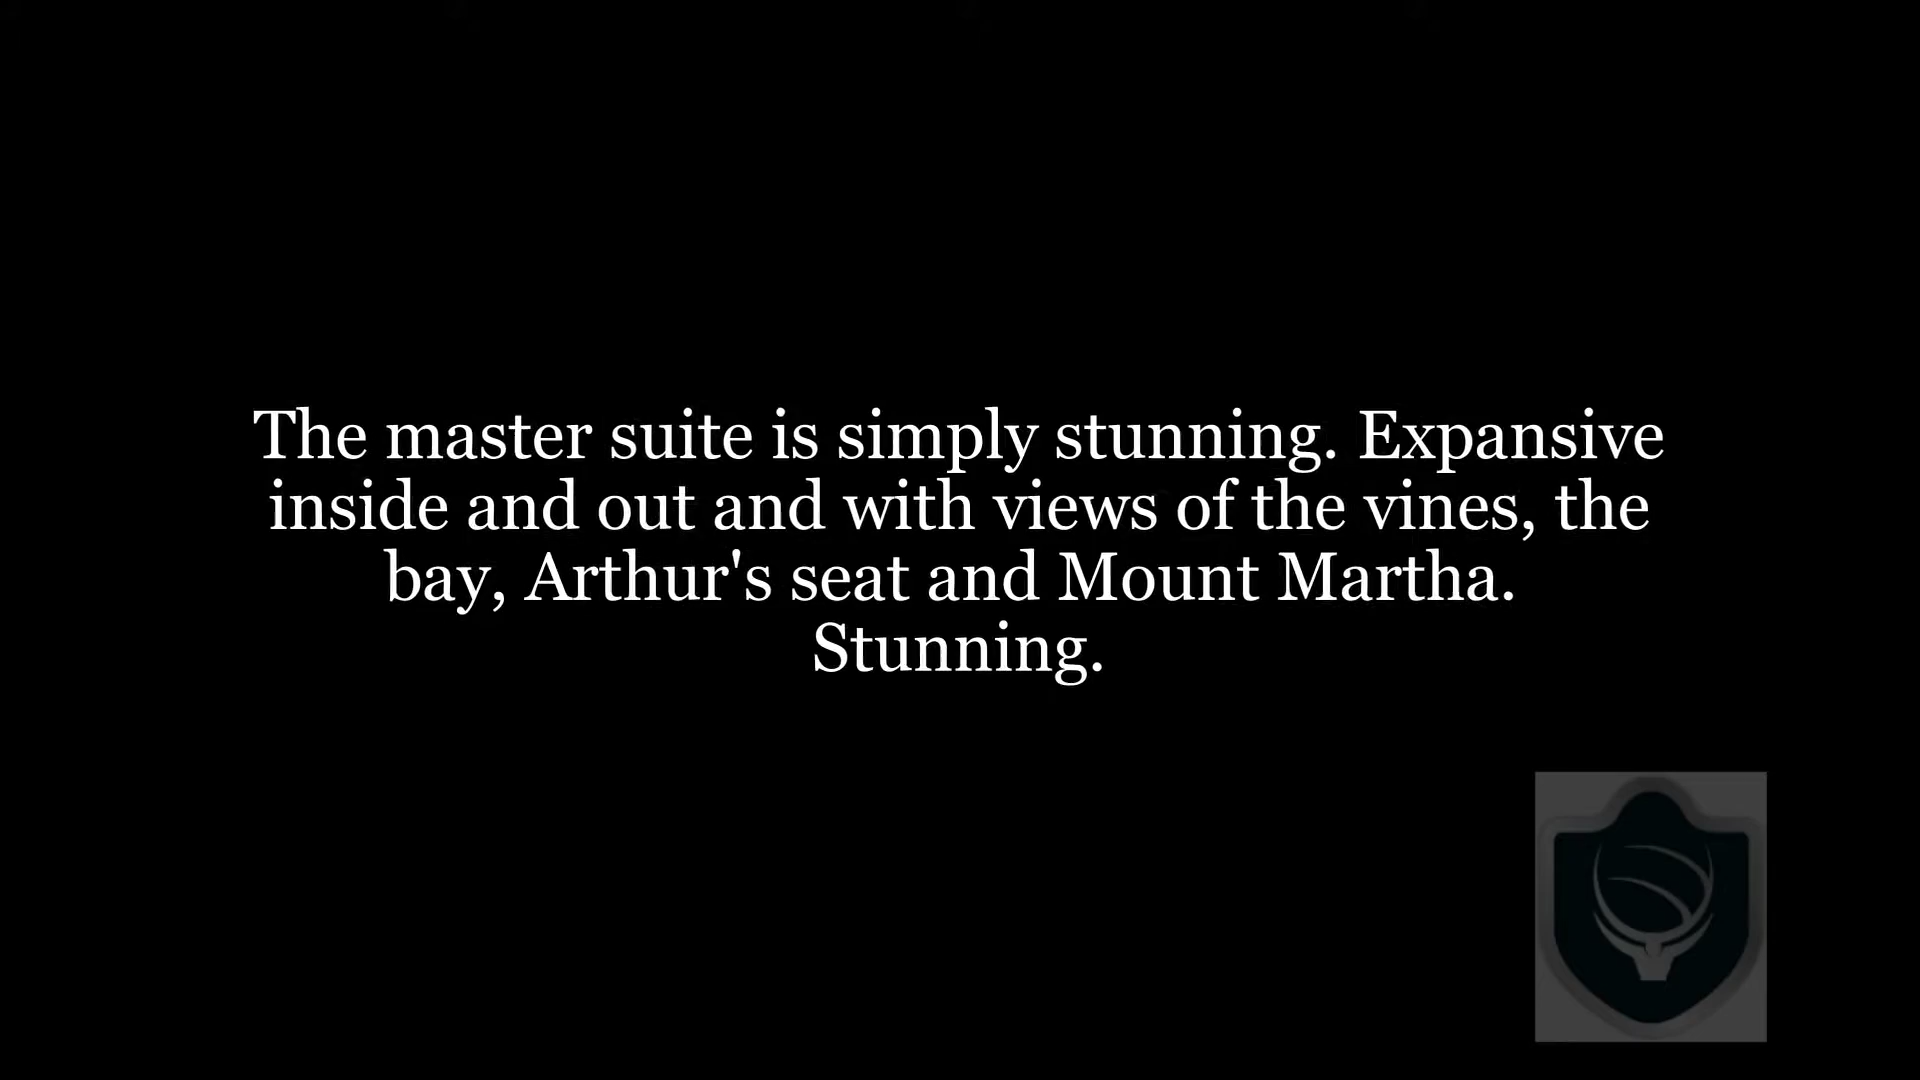 The master suite is simply stunning. Expansive
inside and out and with views of the vines, the
bay, Arthur's seat and Mount Martha.
Stunning.